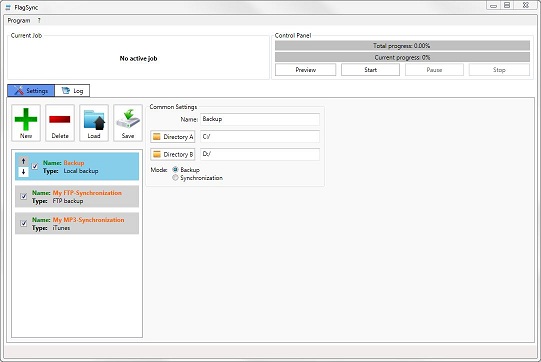 FlagSync
Program ?
Current Job
No active job
Control Panel
Total progress: 0.00%
Current progress: 0%
Preview Start Pause Stop
Settings Log
New Delete Load Save
Name: Backup
Type: Local backup
Name: My FTP-Synchronization
Type: FTP backup
Name: My MP3-Synchronization
Type: iTunes
Common Settings
Name: Backup
Directory A C:/
Directory B D:/
Mode: Backup
Synchronization